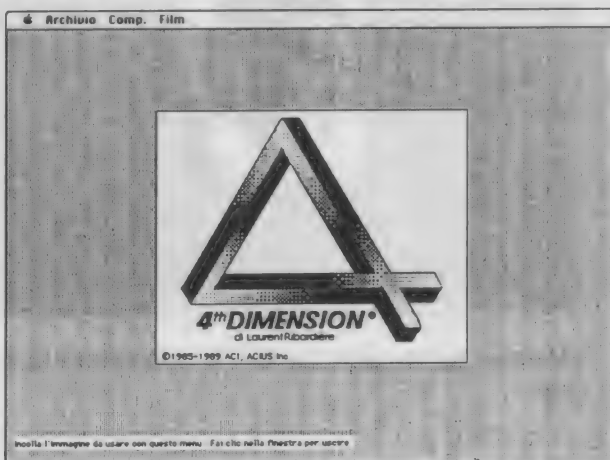 Archivio Comp. Film
4th DIMENSION®
di Laurent Ribardière
©1985-1989 ACI, ACIUS Inc
Incolla l'immagine da usare con questo menu Fai clic nella finestra per uscire